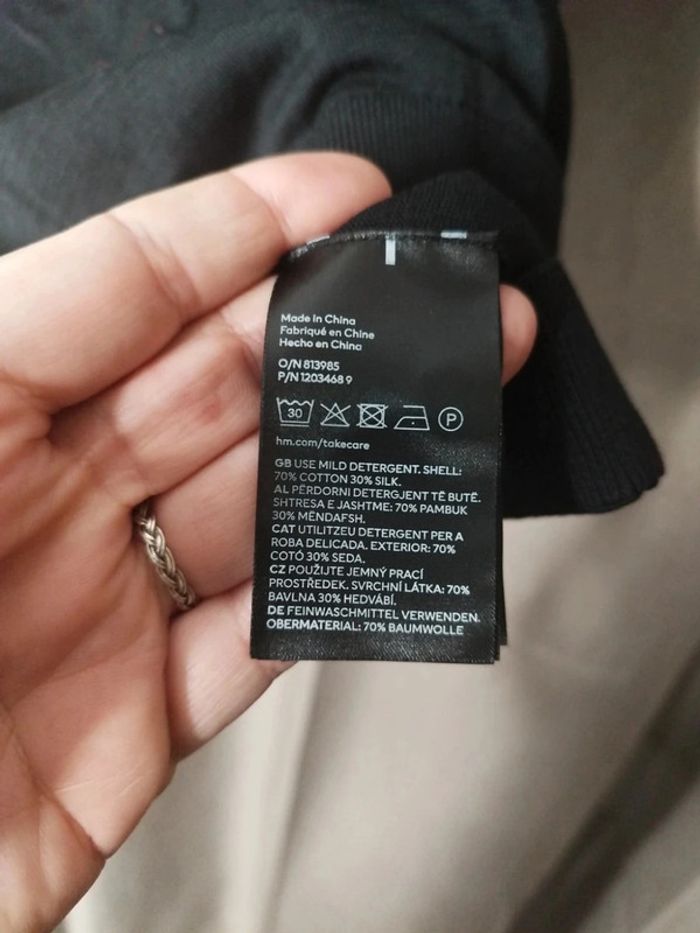 Made in China
Fabriqué en Chine
Hecho en China
O/N 813985
P/N 1203468 9
30
P
hm.com/takecare
GB USE MILD DETERGENT. SHELL:
70% COTTON 30% SILK.
AL PËRDORNI DETERGJENT TË BUTË.
SHTRESA E JASHTME: 70% PAMBUK
30% MËNDAFSH.
CAT UTILITZEU DETERGENT PER A
ROBA DELICADA. EXTERIOR: 70%
COTÓ 30% SEDA.
CZ POUŽIJTE JEMNÝ PRACÍ
PROSTŘEDEK. SVRCHNÍ LÁTKA: 70%
BAVLNA 30% HEDVÁBÍ.
DE FEINWASCHMITTEL VERWENDEN.
OBERMATERIAL: 70% BAUMWOLLE